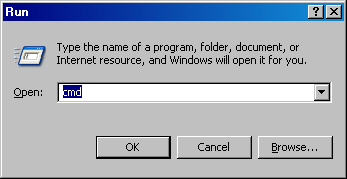 Run
Type the name of a program, folder, document, or
Internet resource, and Windows will open it for you.
Open: cmd
OK Cancel Browse...